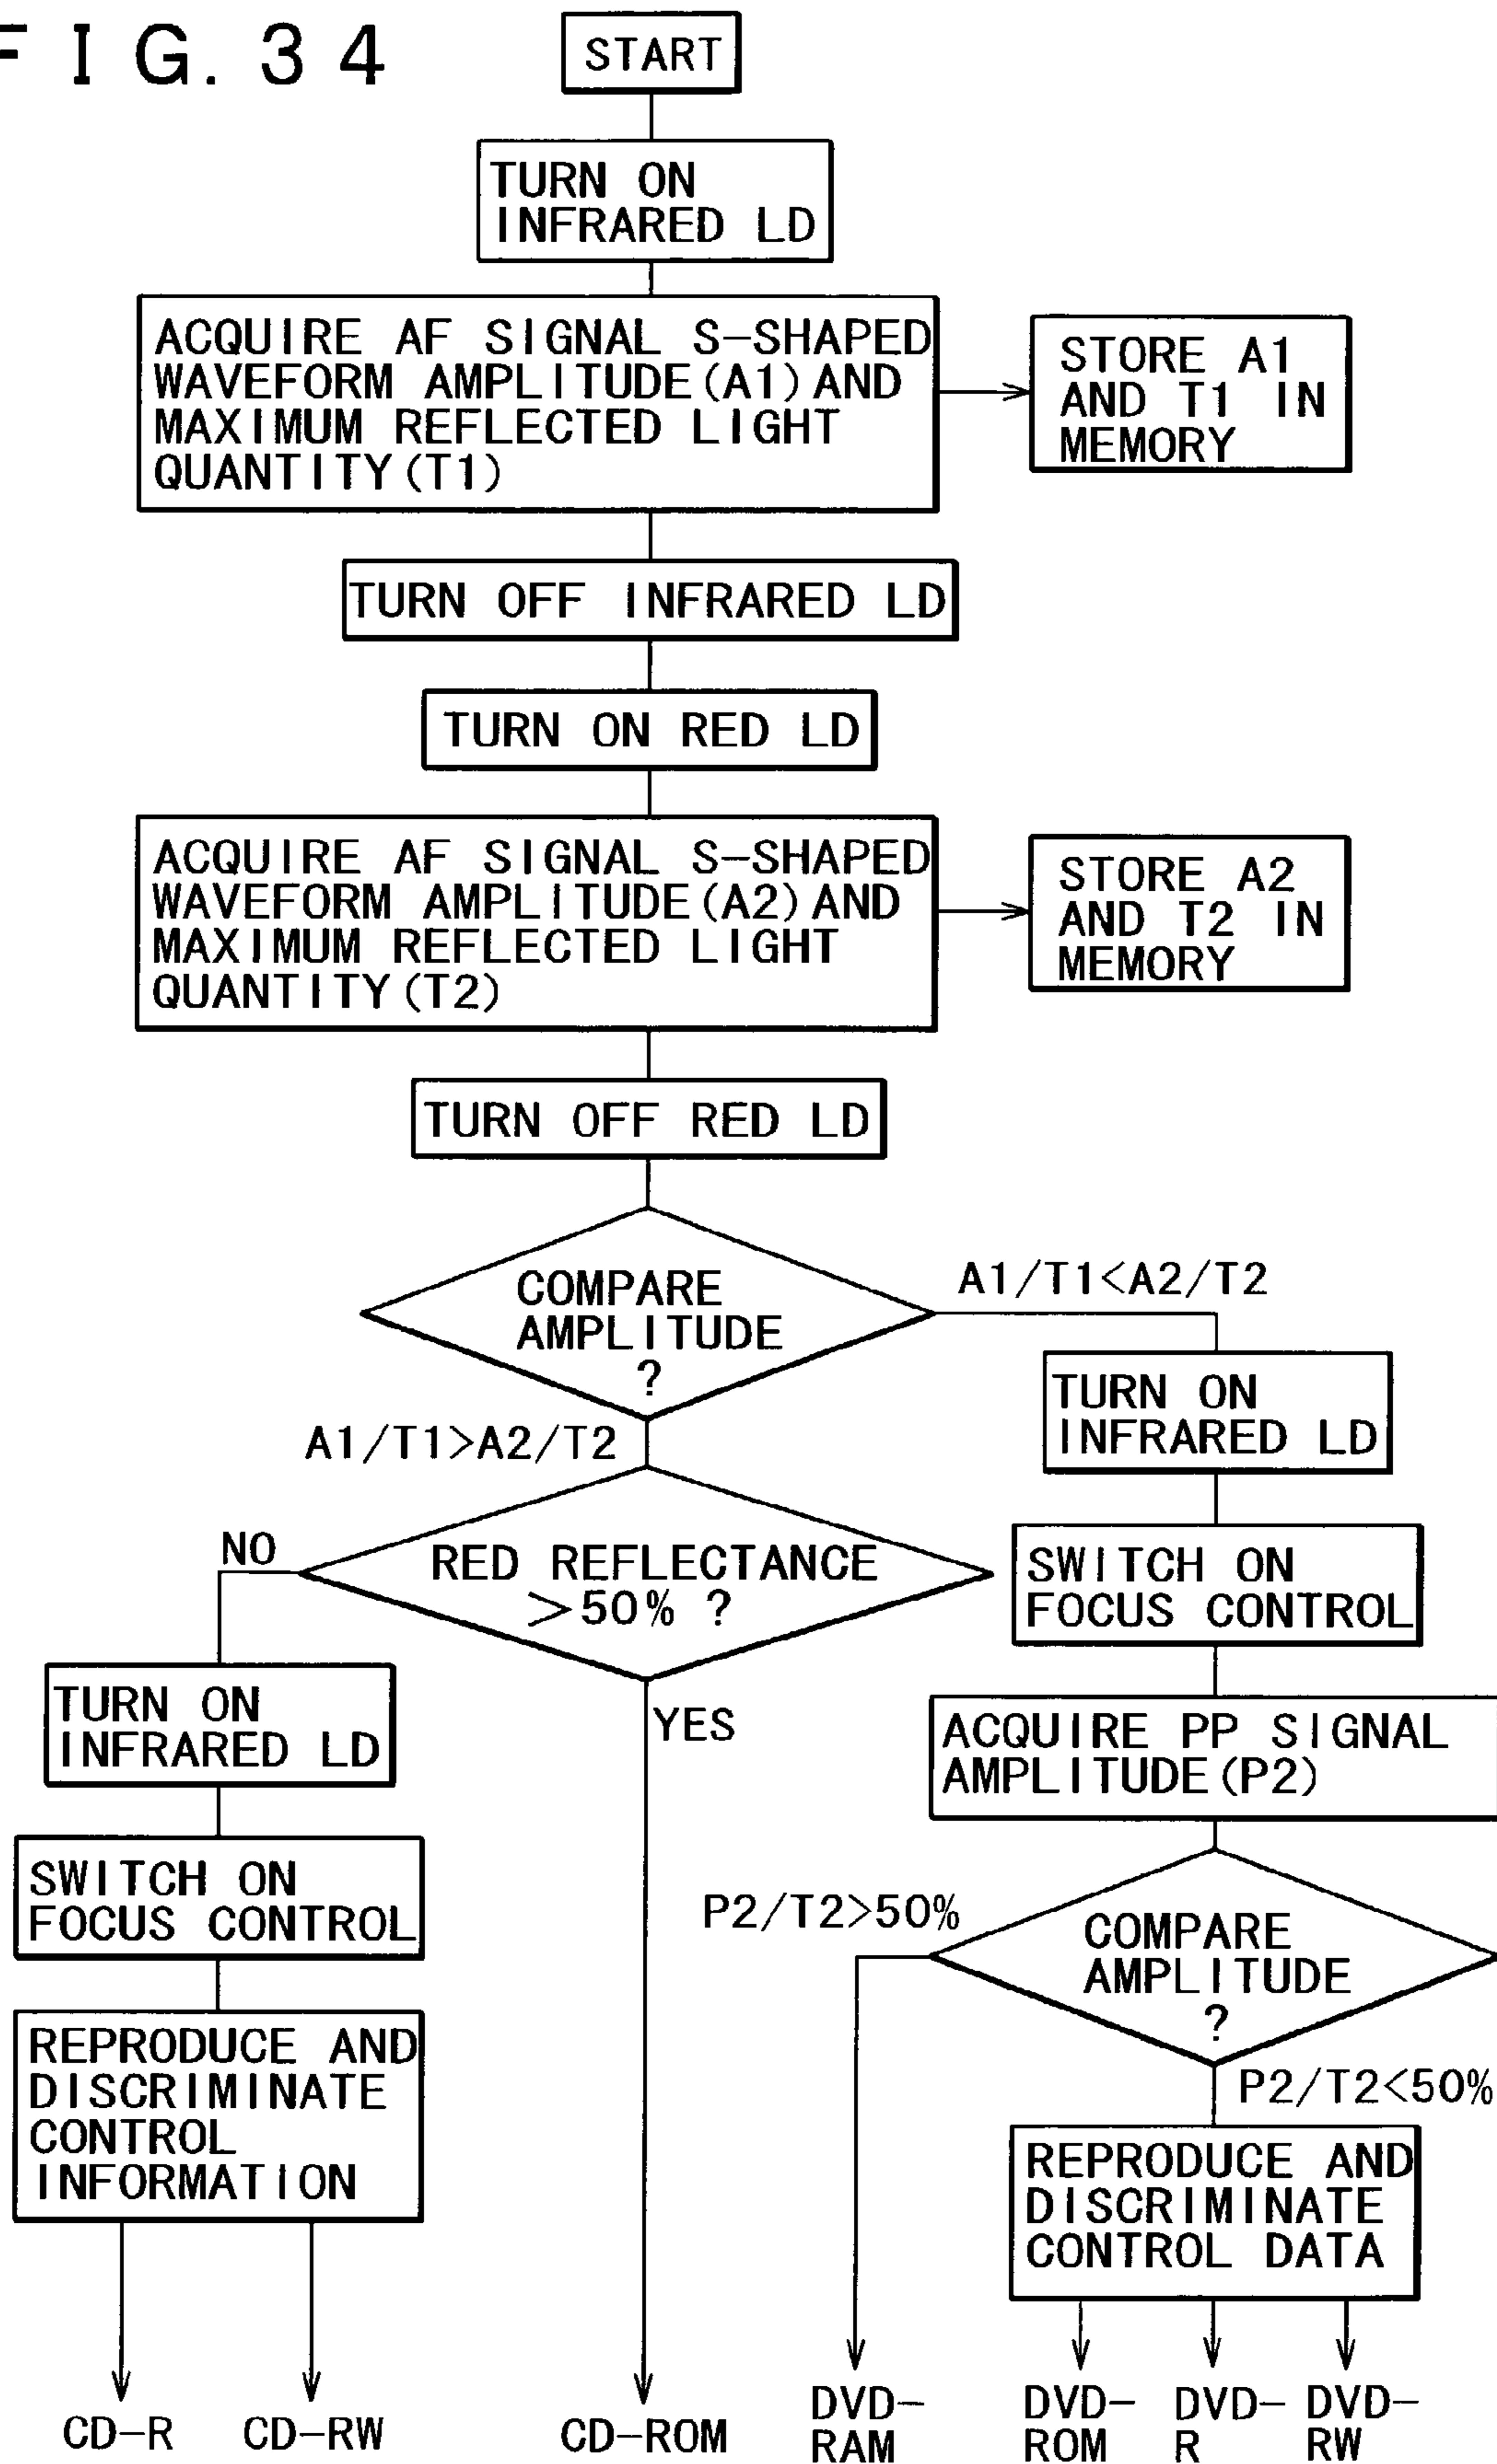 FIG. 34
START
TURN ON
INFRARED LD
ACQUIRE AF SIGNAL S-SHAPED
WAVEFORM AMPLITUDE(A1)AND
MAXIMUM REFLECTED LIGHT
QUANTITY(T1)
STORE A1
AND T1 IN
MEMORY
TURN OFF INFRARED LD
TURN ON RED LD
ACQUIRE AF SIGNAL S-SHAPED
WAVEFORM AMPLITUDE(A2)AND
MAXIMUM REFLECTED LIGHT
QUANTITY(T2)
STORE A2
AND T2 IN
MEMORY
TURN OFF RED LD
COMPARE
AMPLITUDE
?
A1/T1<A2/T2
A1/T1>A2/T2
TURN ON
INFRARED LD
RED REFLECTANCE
>50% ?
NO
YES
SWITCH ON
FOCUS CONTROL
TURN ON
INFRARED LD
ACQUIRE PP SIGNAL
AMPLITUDE(P2)
SWITCH ON
FOCUS CONTROL
P2/T2>50%
COMPARE
AMPLITUDE
?
P2/T2<50%
REPRODUCE AND
DISCRIMINATE
CONTROL
INFORMATION
REPRODUCE AND
DISCRIMINATE
CONTROL DATA
CD-R
CD-RW
CD-ROM
DVD-
RAM
DVD-
ROM
DVD-
R
DVD-
RW